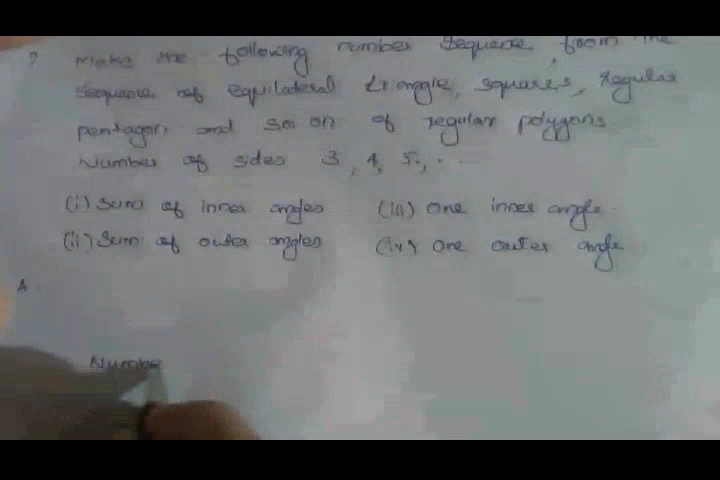 ? Make the following number sequence, from the
sequence of equilateral triangle, squares, regular
pentagon and so on of regular polygons.
Number of sides 3, 4, 5, . .
(i) Sum of inner angles (iii) One inner angle.
(ii) Sum of outer angles (iv) One outer angle
A.
Numbe